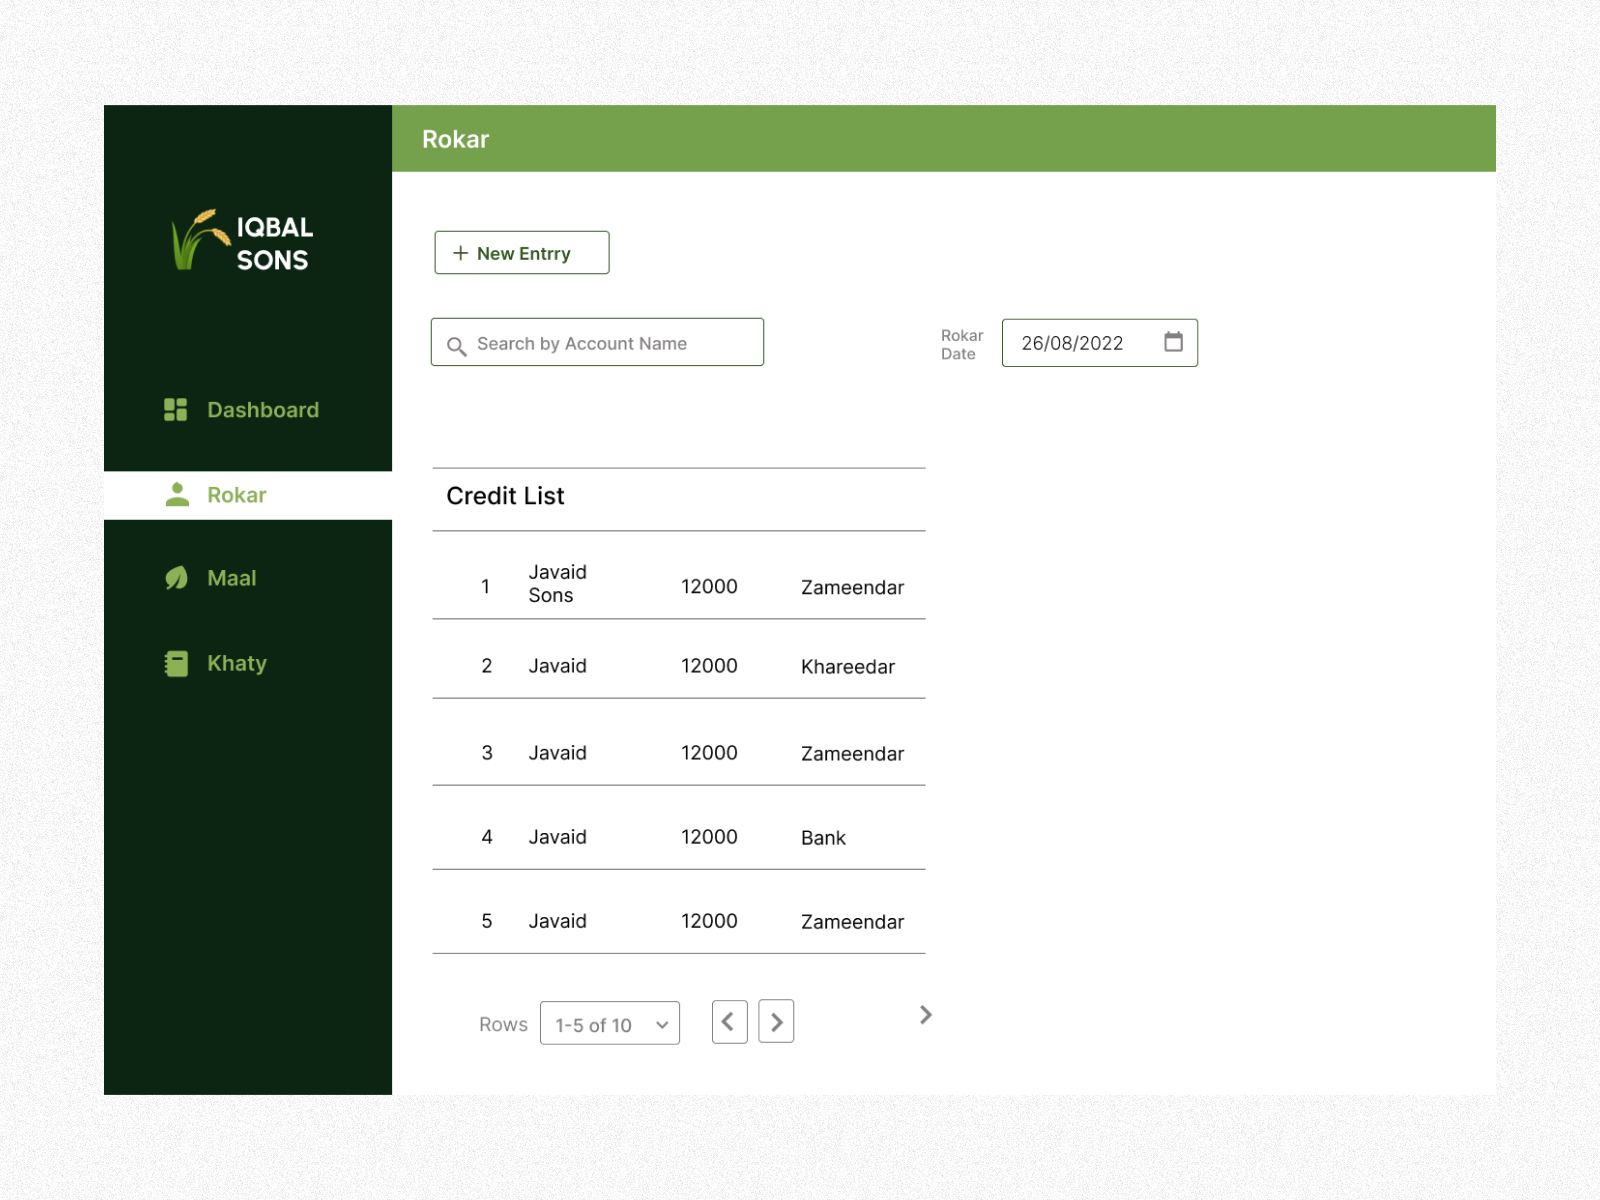 Rokar
IQBAL
SONS
Dashboard
Rokar
Maal
Khaty
+ New Entrry
Search by Account Name
Rokar
Date
26/08/2022
Credit List
1 Javaid Sons 12000 Zameendar
2 Javaid 12000 Khareedar
3 Javaid 12000 Zameendar
4 Javaid 12000 Bank
5 Javaid 12000 Zameendar
Rows 1-5 of 10